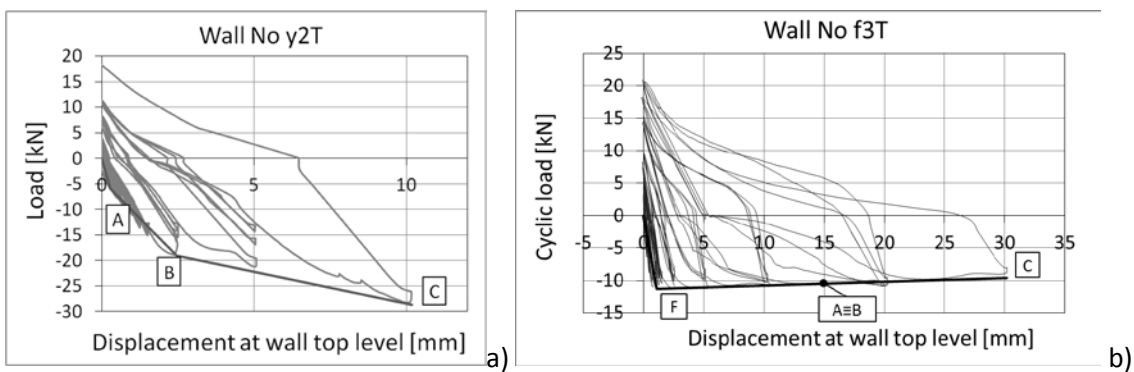 Wall No y2T
20
15
10
5
0
-5
-10
-15
-20
-25
-30
0
5
10
A
B
C
Load [kN]
Displacement at wall top level [mm]
a)
Wall No f3T
25
20
15
10
5
0
-5
-10
-15
-5
0
5
10
15
20
25
30
35
C
F
A≡B
Cyclic load [kN]
Displacement at wall top level [mm]
b)